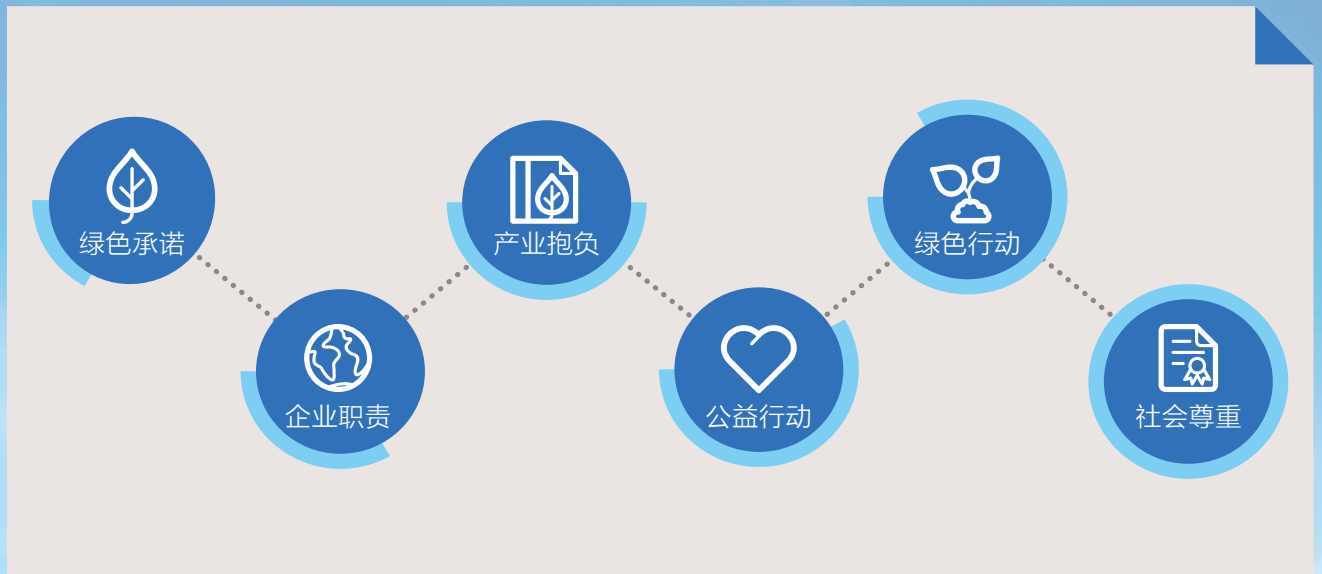 绿色承诺
企业职责
产业抱负
公益行动
绿色行动
社会尊重